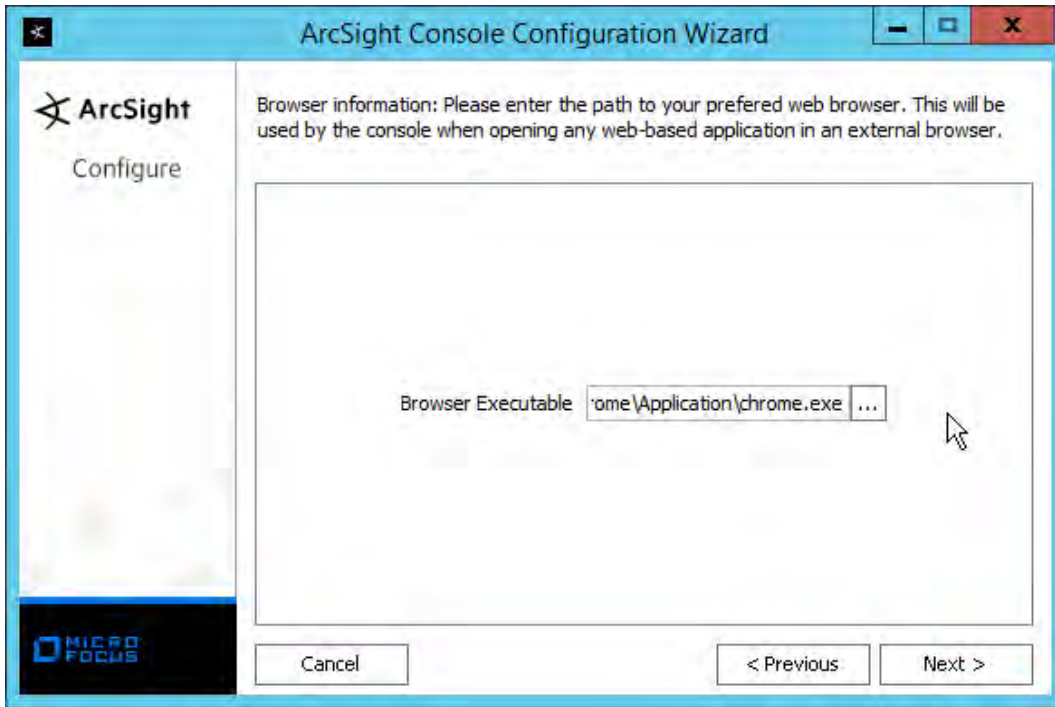 ArcSight Console Configuration Wizard
ArcSight
Configure
Browser information: Please enter the path to your prefered web browser. This will be
used by the console when opening any web-based application in an external browser.
Browser Executable ome\Application\chrome.exe ...
MICRO
FOCUS
Cancel < Previous Next >